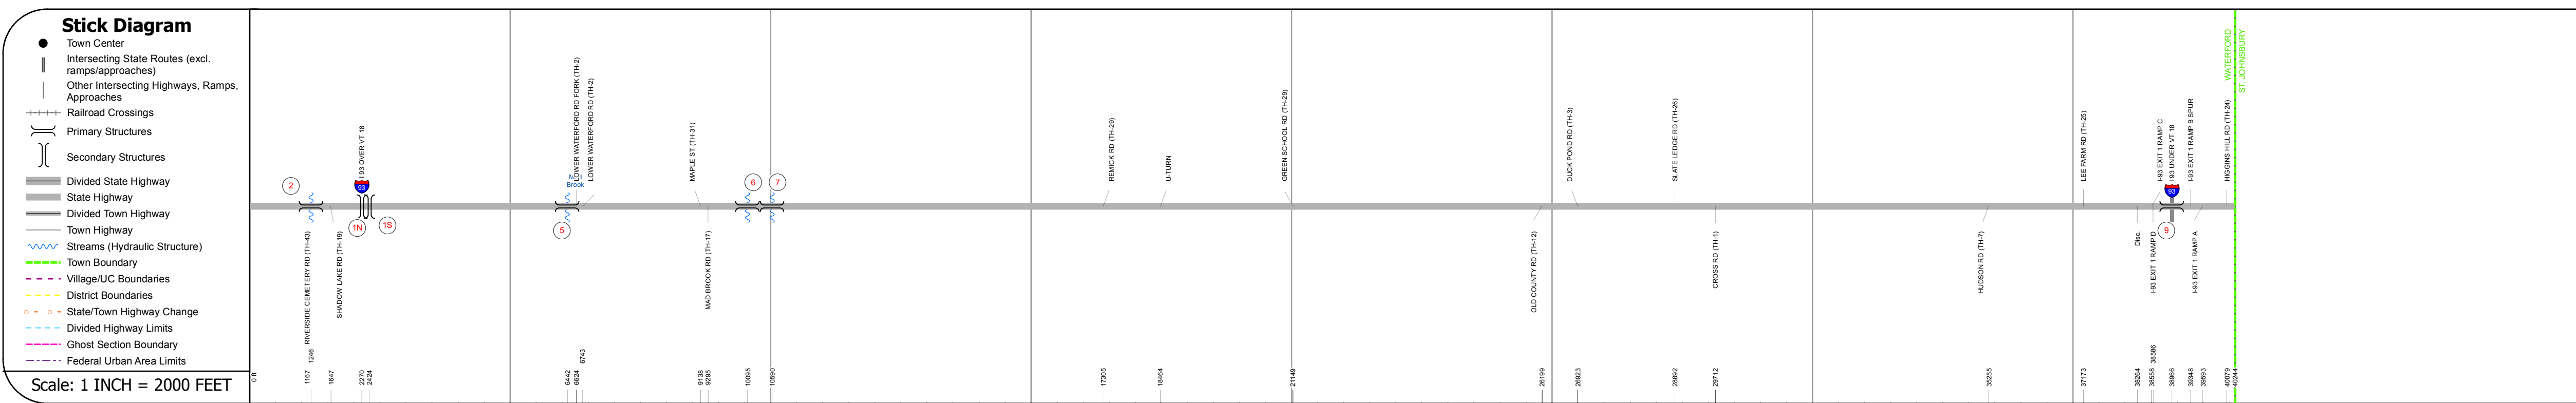 Stick Diagram
Town Center
Intersecting State Routes (excl.
ramps/approaches)
Other Intersecting Highways, Ramps,
Approaches
Railroad Crossings
Primary Structures
Secondary Structures
Divided State Highway
State Highway
Divided Town Highway
Town Highway
Streams (Hydraulic Structure)
Town Boundary
Village/UC Boundaries
District Boundaries
State/Town Highway Change
Divided Highway Limits
Ghost Section Boundary
Federal Urban Area Limits
Scale: 1 INCH = 2000 FEET
2
RIVERSIDE CEMETERY RD (TH-43)
SHADOW LAKE RD (TH-19)
I 93 OVER VT 18
93
1N
1S
Brook
LOWER WATERFORD RD FORK (TH-2)
LOWER WATERFORD RD (TH-2)
5
MAPLE ST (TH-31)
MAD BROOK RD (TH-17)
6
7
REMICK RD (TH-29)
U-TURN
GREEN SCHOOL RD (TH-29)
OLD COUNTY RD (TH-12)
DUCK POND RD (TH-3)
SLATE LEDGE RD (TH-26)
CROSS RD (TH-1)
HUDSON RD (TH-7)
LEE FARM RD (TH-25)
Disc.
I-93 EXIT 1 RAMP D
I-93 EXIT 1 RAMP C
I 93 UNDER VT 18
93
9
I-93 EXIT 1 RAMP B SPUR
I-93 EXIT 1 RAMP A
HIGGINS HILL RD (TH-24)
WATERFORD
ST. JOHNSBURY
0 ft
1167
1246
1647
2270
2424
6442
6624
6743
9138
9295
10095
10590
17305
18464
21149
26199
26923
28892
29712
35255
37173
38264
38558
38586
38966
39348
39593
40079
40244